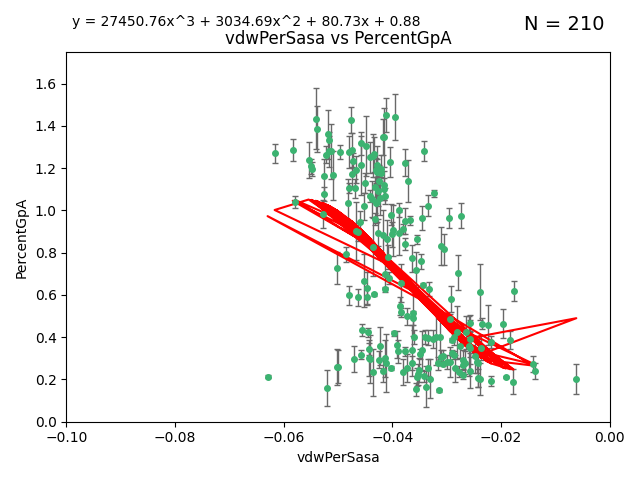 y = 27450.76x^3 + 3034.69x^2 + 80.73x + 0.88
N = 210
vdwPerSasa vs PercentGpA
PercentGpA
1.6
1.4
1.2
1.0
0.8
0.6
0.4
0.2
0.0
−0.10 −0.08 −0.06 −0.04 −0.02 0.00
vdwPerSasa